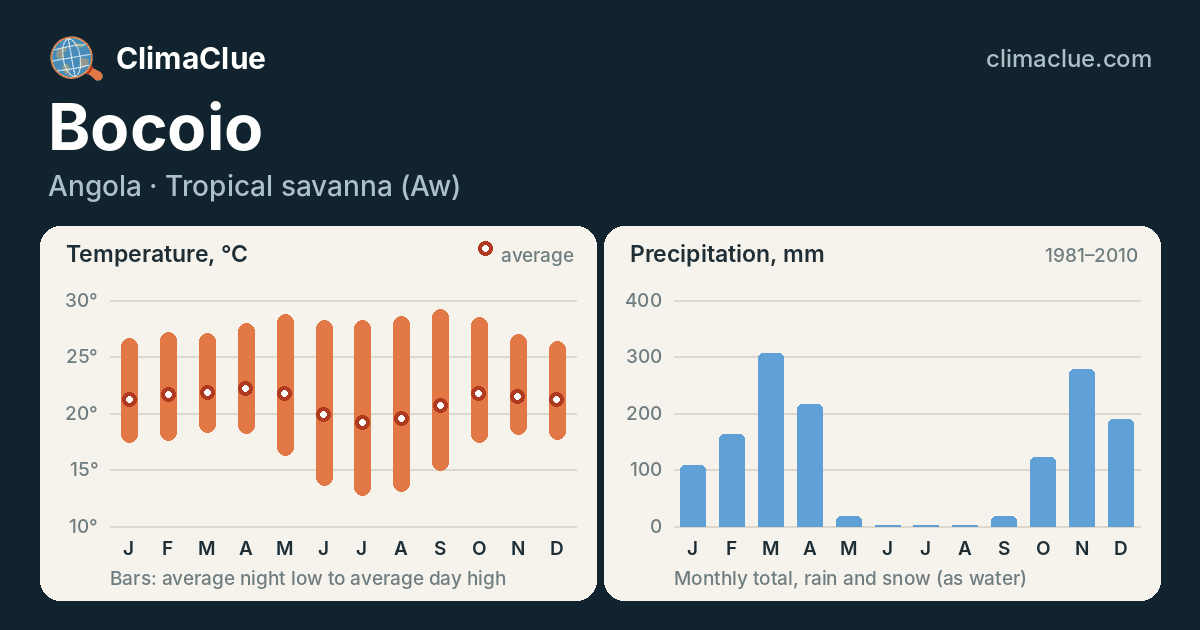 ClimaClue
climaclue.com
Bocoio
Angola · Tropical savanna (Aw)
Temperature, °C
average
30°
25°
20°
15°
10°
J F M A M J J A S O N D
Bars: average night low to average day high
Precipitation, mm
1981–2010
400
300
200
100
0
J F M A M J J A S O N D
Monthly total, rain and snow (as water)